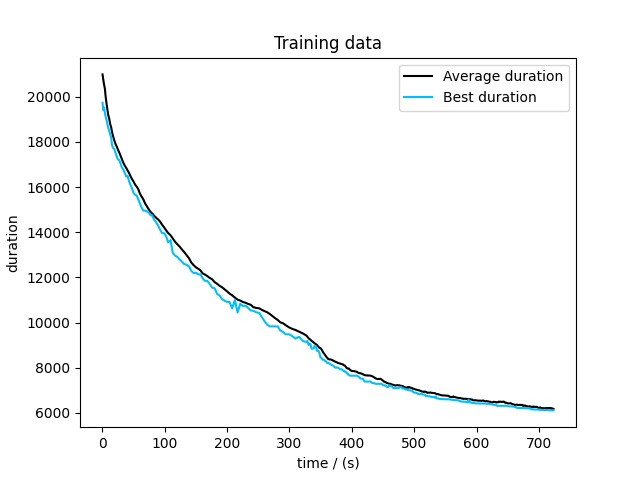 Training data
Average duration
Best duration
duration
20000
18000
16000
14000
12000
10000
8000
6000
0 100 200 300 400 500 600 700
time / (s)